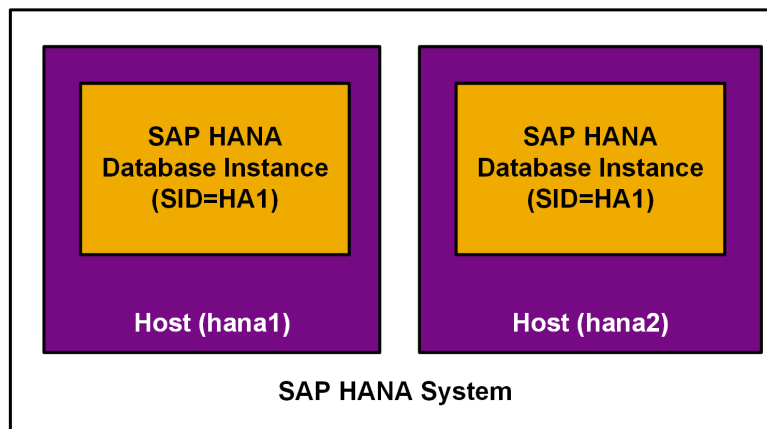 SAP HANA
Database Instance
(SID=HA1)
Host (hana1)
SAP HANA
Database Instance
(SID=HA1)
Host (hana2)
SAP HANA System